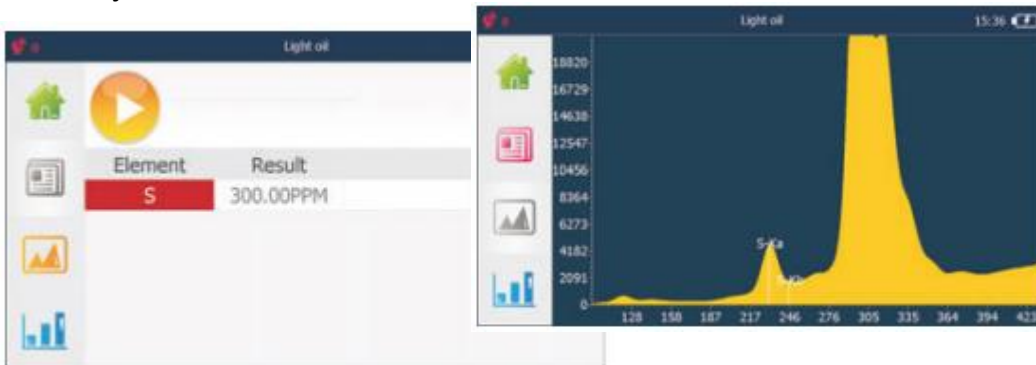 Light oil
Element Result
S 300.00PPM
Light oil 15:36
18820
16729
14638
12547
10456
8364
6273
4182
2091
0
S-Ka
128 158 187 217 246 276 305 335 364 394 423